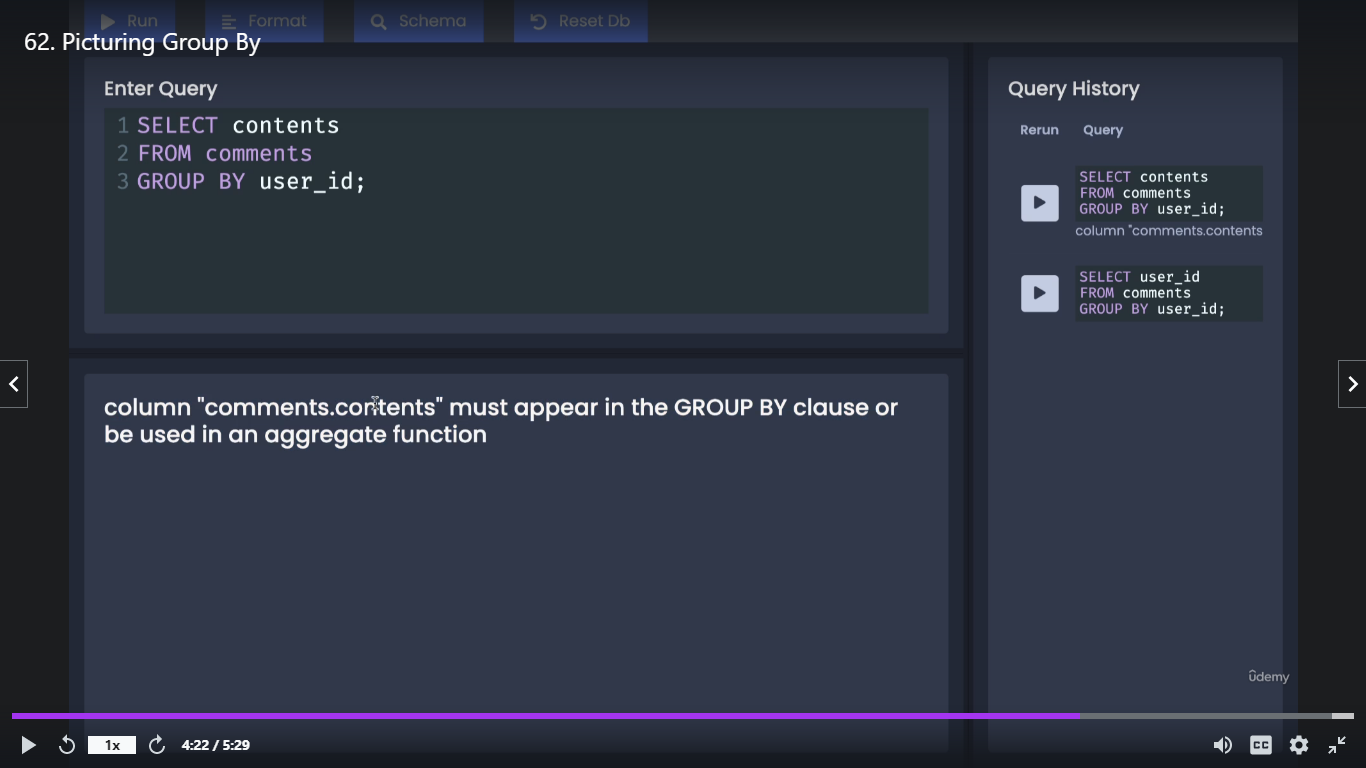 Run Format Schema Reset Db
62. Picturing Group By
Enter Query
1 SELECT contents
2 FROM comments
3 GROUP BY user_id;
column "comments.contents" must appear in the GROUP BY clause or
be used in an aggregate function
Query History
Rerun Query
SELECT contents
FROM comments
GROUP BY user_id;
column "comments.contents
SELECT user_id
FROM comments
GROUP BY user_id;
ûdemy
1x 4:22 / 5:29
CC